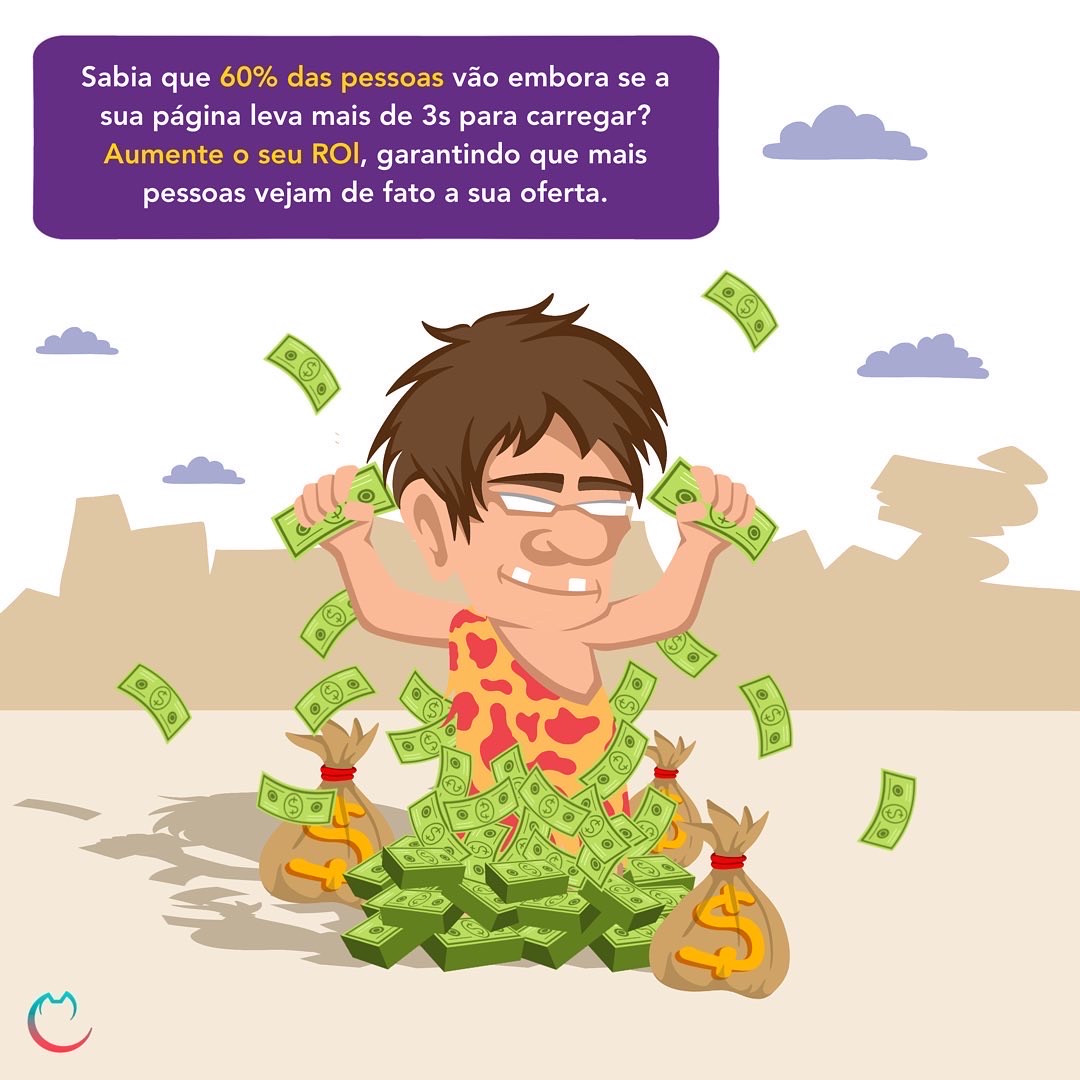 Sabia que 60% das pessoas vão embora se a
sua página leva mais de 3s para carregar?
Aumente o seu ROl, garantindo que mais
pessoas vejam de fato a sua oferta.
$
$
$